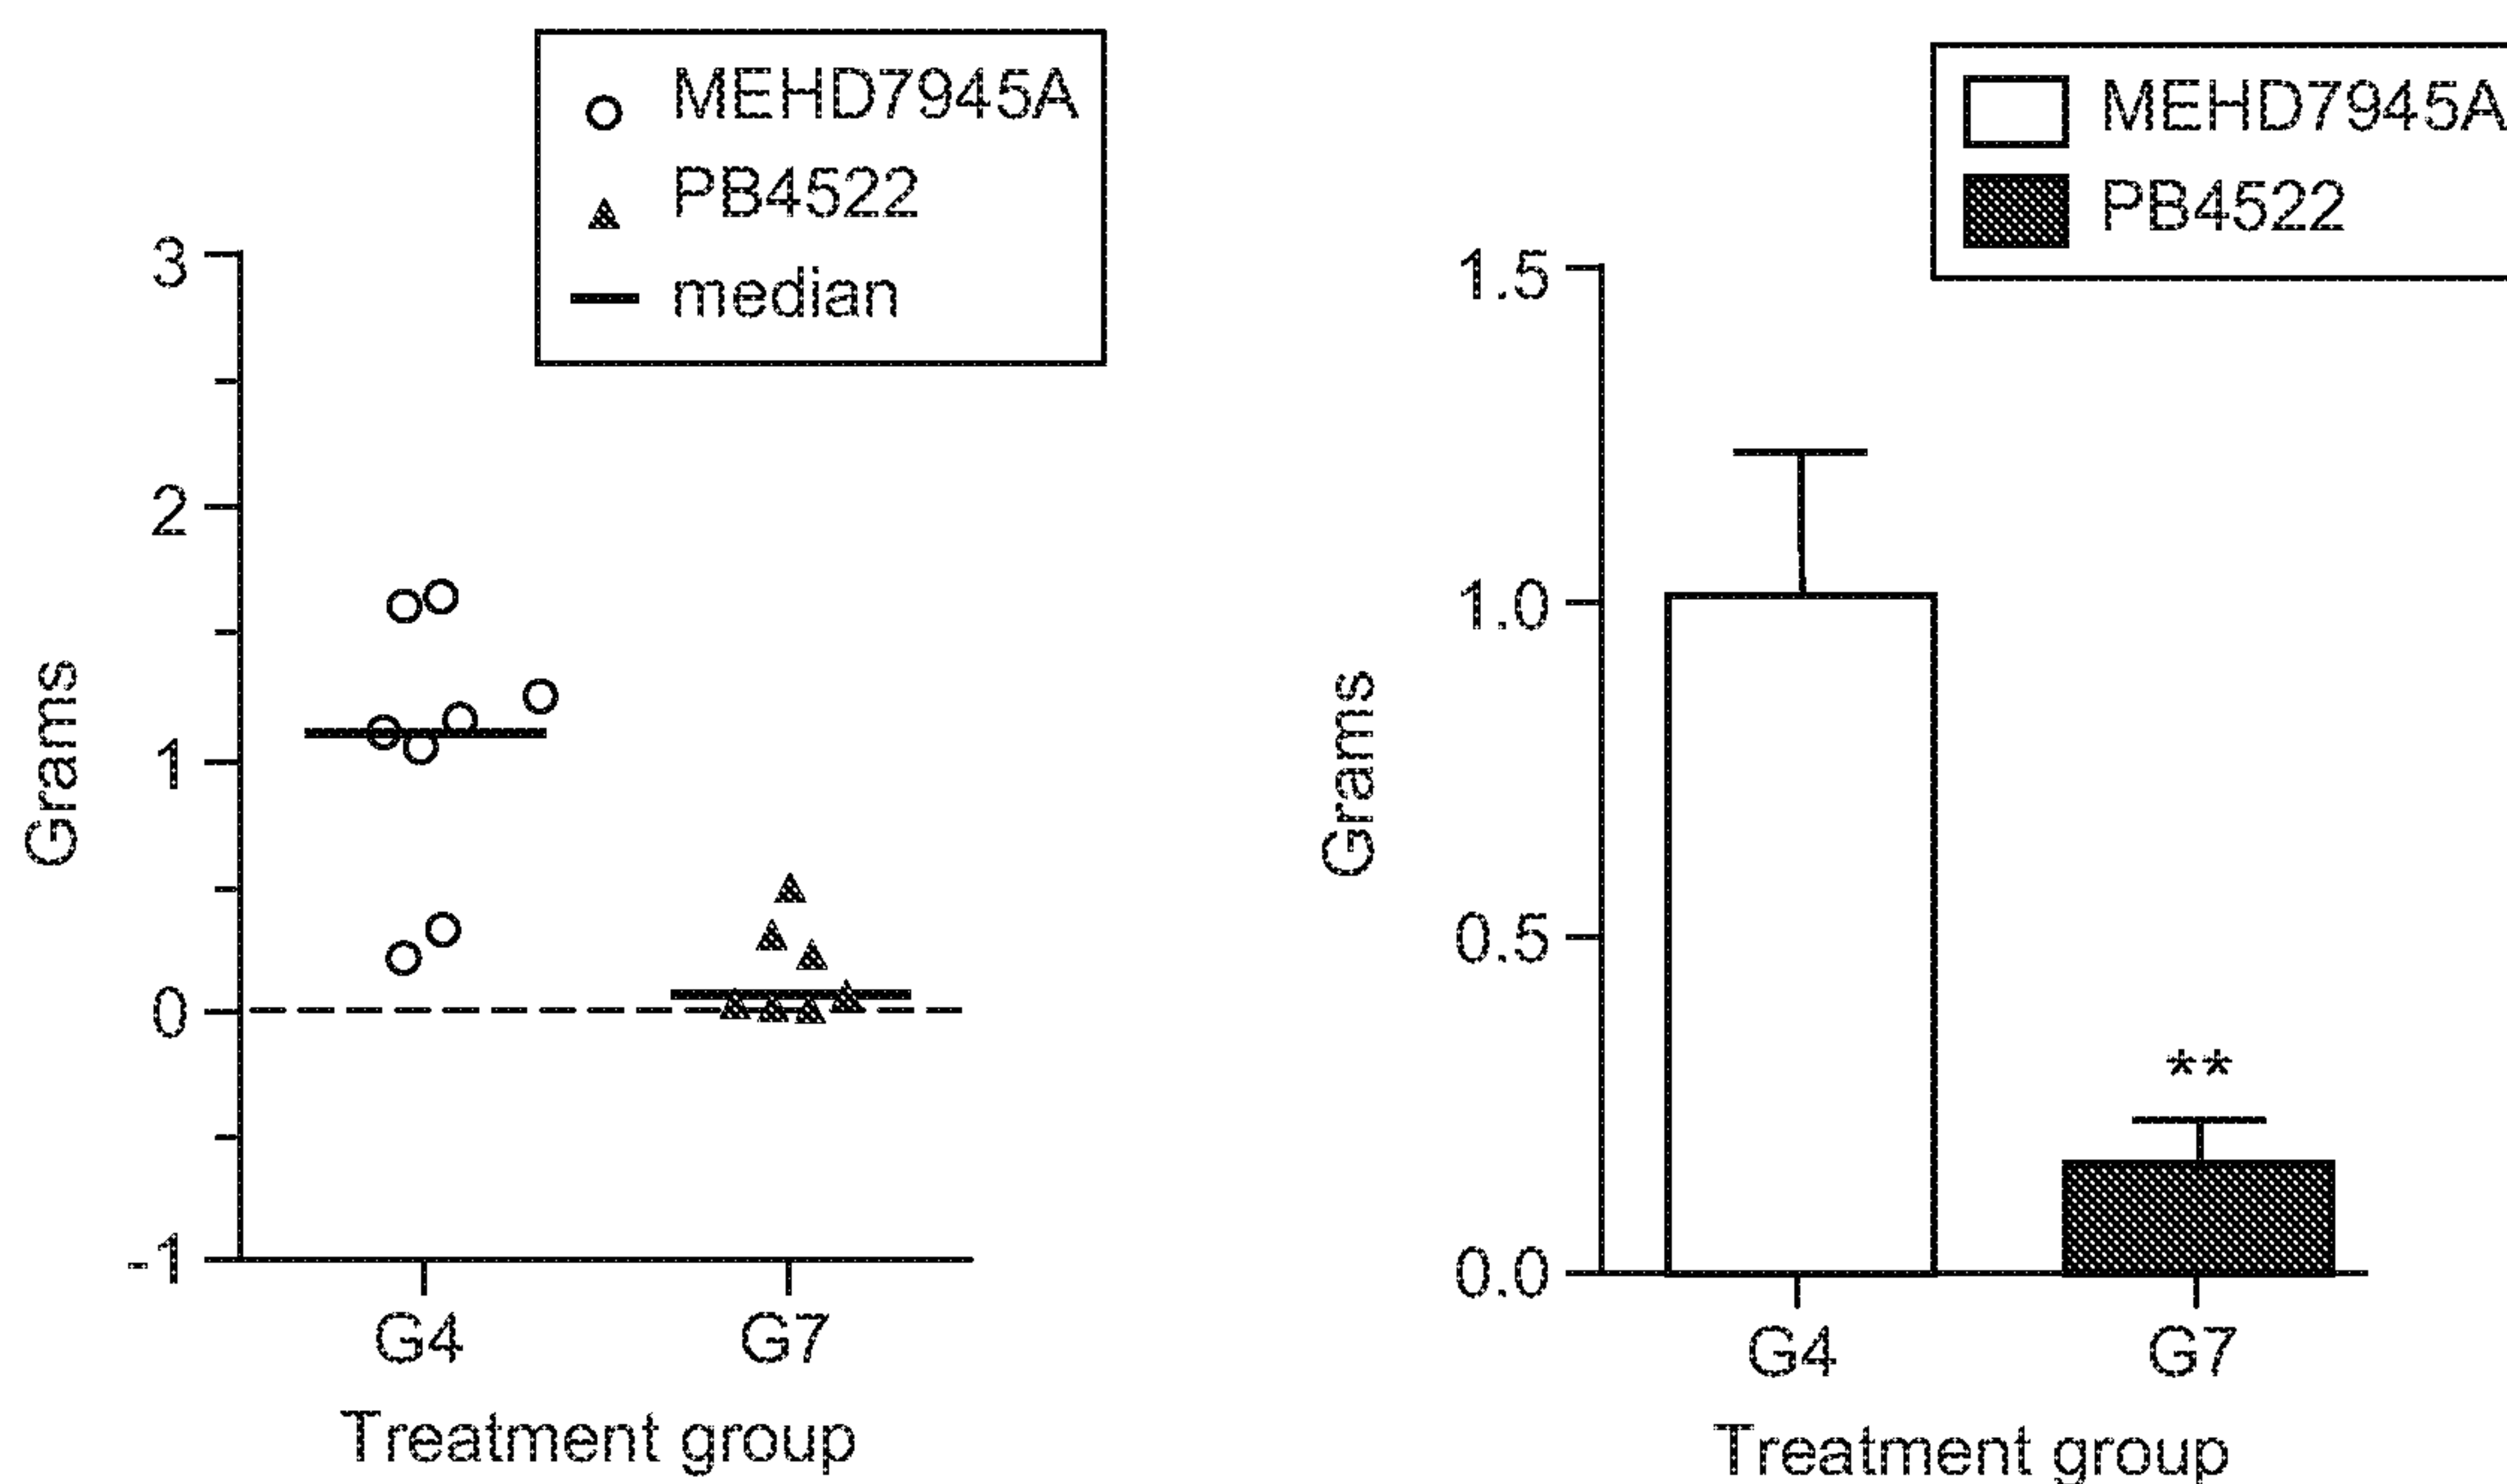 MEHD7945A
PB4522
median
3
2
1
0
-1
Grams
G4
G7
Treatment group
MEHD7945A
PB4522
1.5
1.0
0.5
0.0
Grams
**
G4
G7
Treatment group